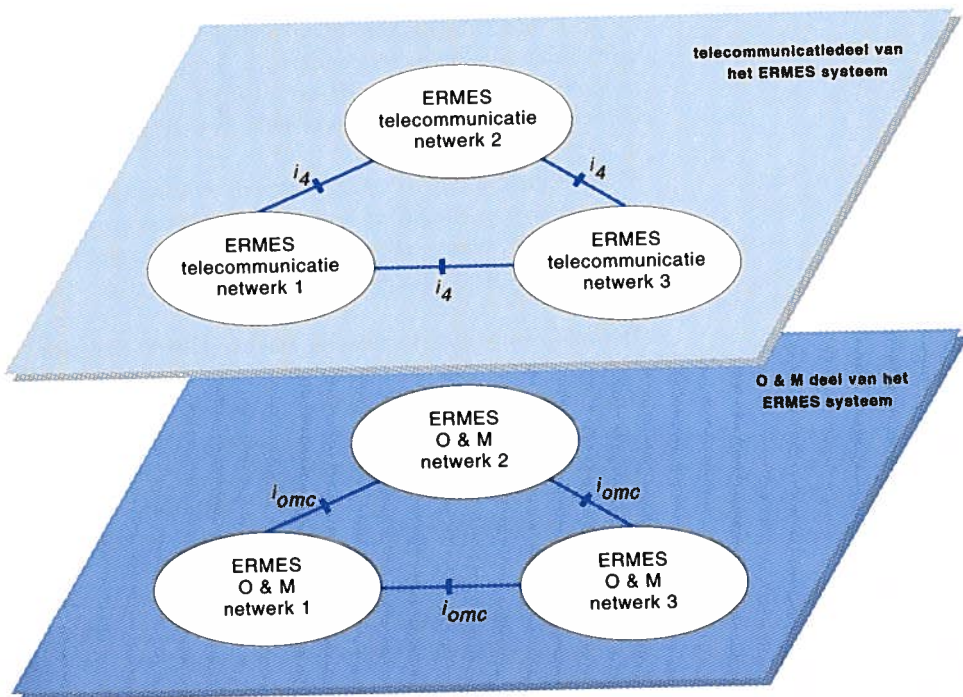 telecommunicatiedeel van
het ERMES systeem
ERMES
telecommunicatie
netwerk 2
i4
i4
ERMES
telecommunicatie
netwerk 1
i4
ERMES
telecommunicatie
netwerk 3
O & M deel van het
ERMES systeem
ERMES
O & M
netwerk 2
iomc
iomc
ERMES
O & M
netwerk 1
iomc
ERMES
O & M
netwerk 3